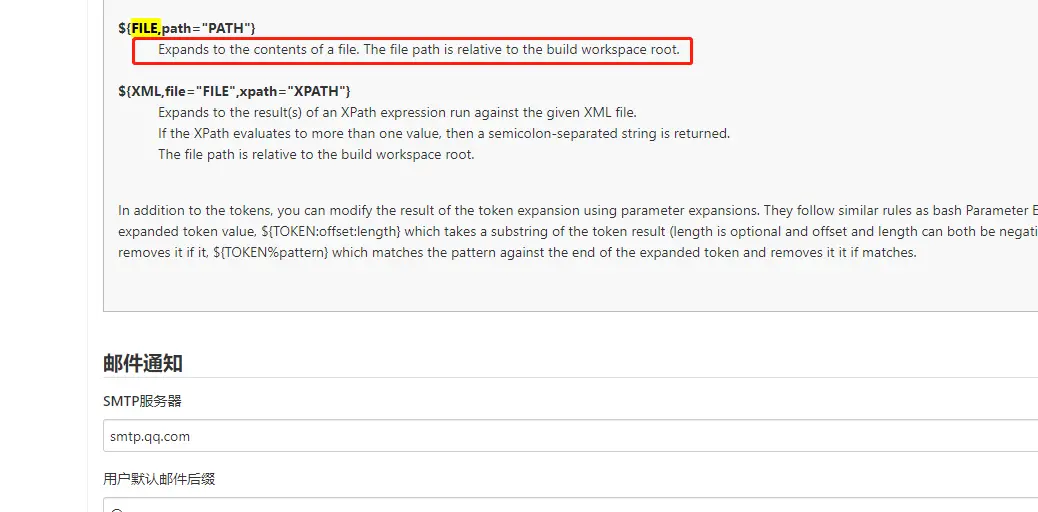 ${FILE,path="PATH"}
Expands to the contents of a file. The file path is relative to the build workspace root.
${XML,file="FILE",xpath="XPATH"}
Expands to the result(s) of an XPath expression run against the given XML file.
If the XPath evaluates to more than one value, then a semicolon-separated string is returned.
The file path is relative to the build workspace root.
In addition to the tokens, you can modify the result of the token expansion using parameter expansions. They follow similar rules as bash Parameter E
expanded token value, ${TOKEN:offset:length} which takes a substring of the token result (length is optional and offset and length can both be negati
removes it if it, ${TOKEN%pattern} which matches the pattern against the end of the expanded token and removes it it if matches.
邮件通知
SMTP服务器
smtp.qq.com
用户默认邮件后缀